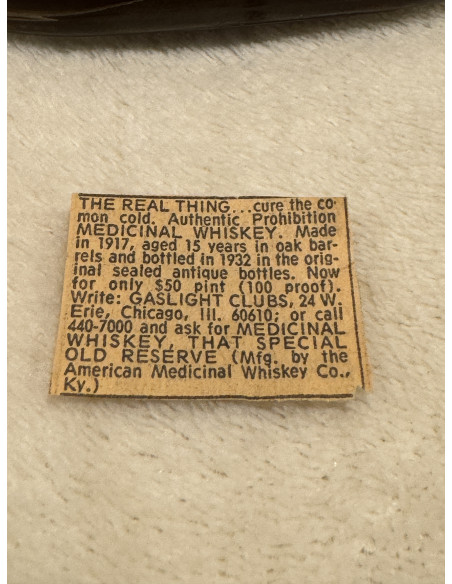 THE REAL THING...cure the co
mon cold. Authentic Prohibition
MEDICINAL WHISKEY. Made
in 1917, aged 15 years in oak bar-
rels and bottled in 1932 in the orig
inal sealed antique bottles. Now
for only $50 pint (100 proof).
Write: GASLIGHT CLUBS, 24 W.
Erie, Chicago, Ill. 60610; or call
440-7000 and ask for MEDICINAL
WHISKEY, THAT SPECIAL
OLD RESERVE (Mfg. by the
American Medicinal Whiskey Co.,
Ky.)